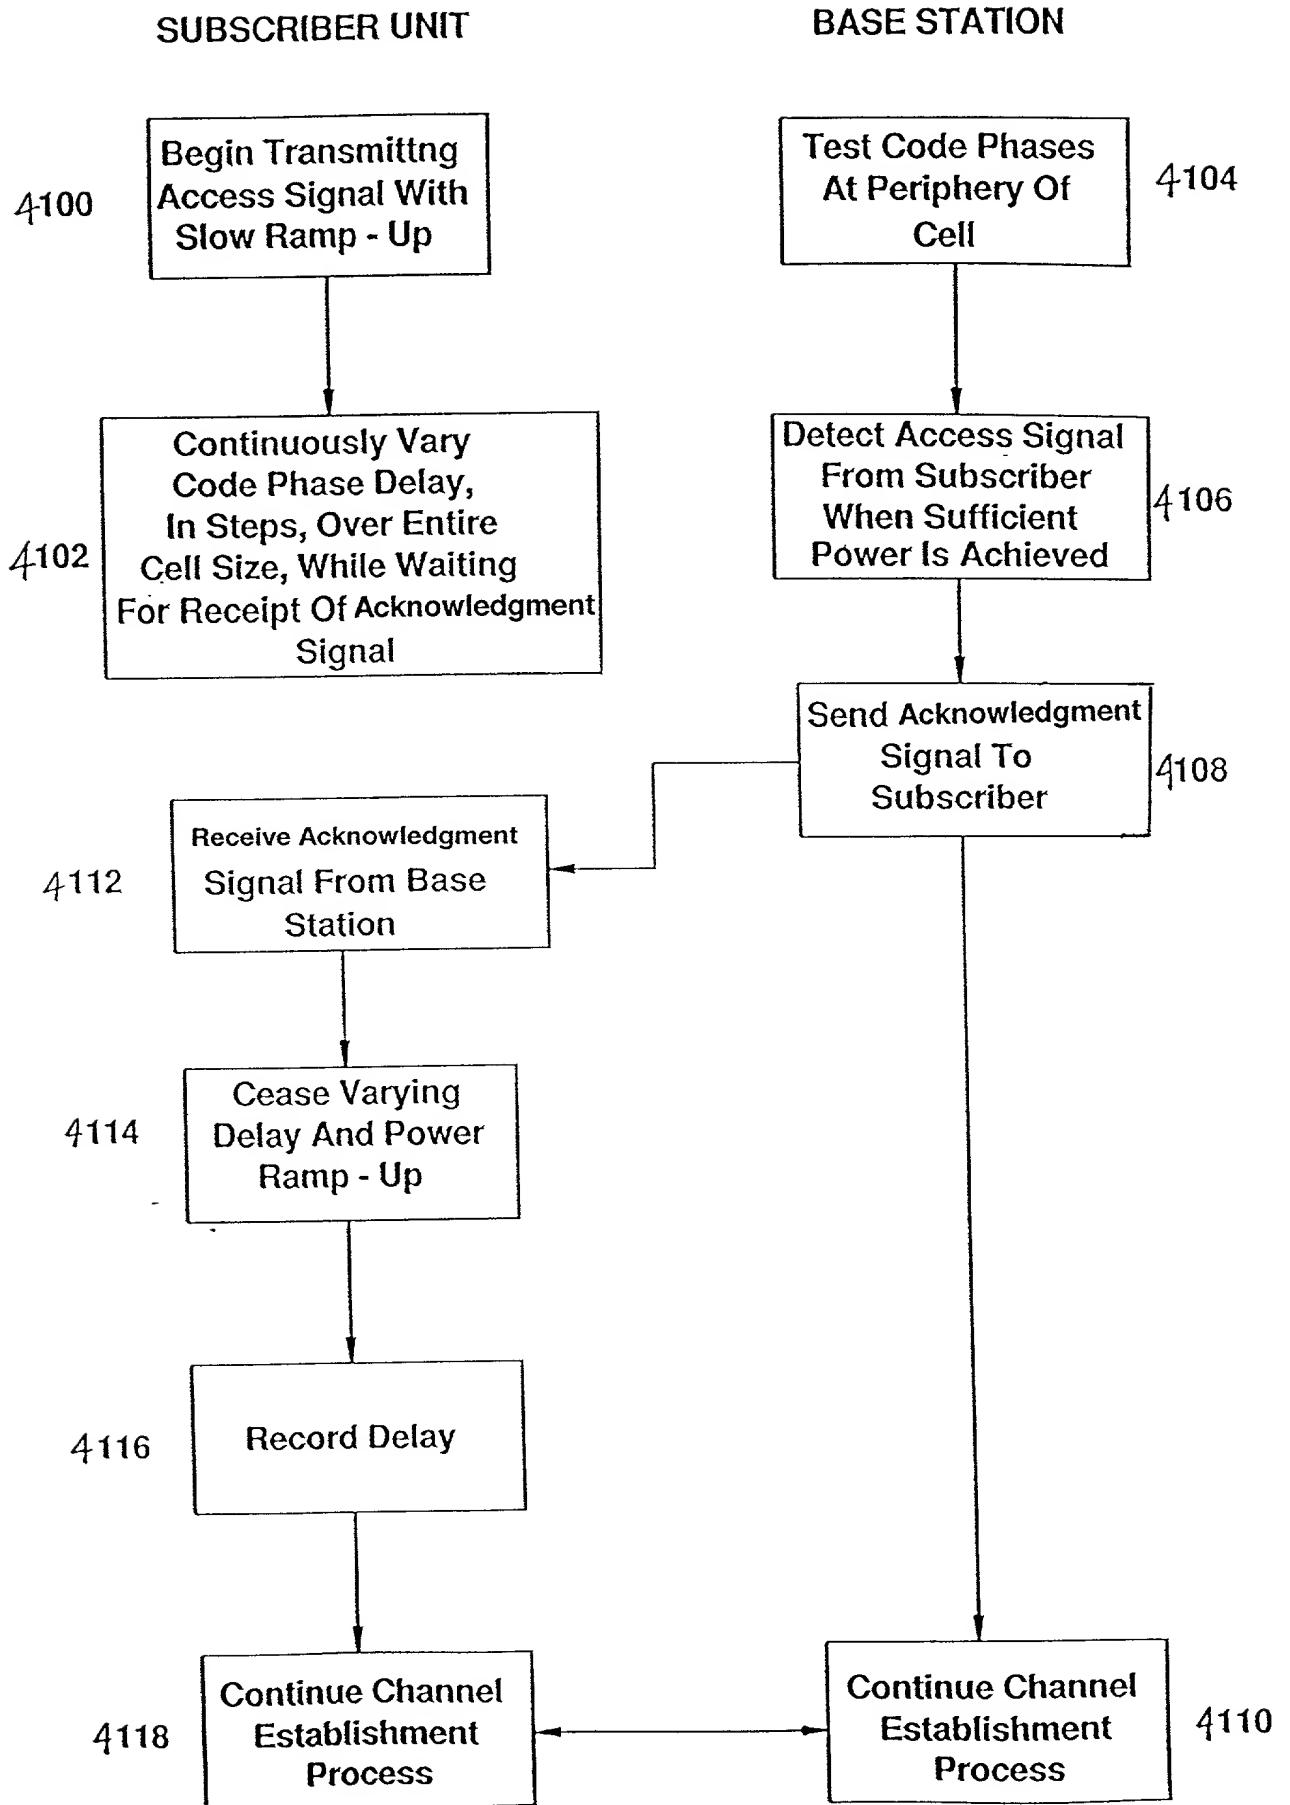 SUBSCRIBER UNIT
BASE STATION
4100
Begin Transmittng
Access Signal With
Slow Ramp - Up
Test Code Phases
At Periphery Of
Cell
4104
4102
Continuously Vary
Code Phase Delay,
In Steps, Over Entire
Cell Size, While Waiting
For Receipt Of Acknowledgment
Signal
Detect Access Signal
From Subscriber
When Sufficient
Power Is Achieved
4106
Send Acknowledgment
Signal To
Subscriber
4108
4112
Receive Acknowledgment
Signal From Base
Station
4114
Cease Varying
Delay And Power
Ramp - Up
4116
Record Delay
4118
Continue Channel
Establishment
Process
Continue Channel
Establishment
Process
4110